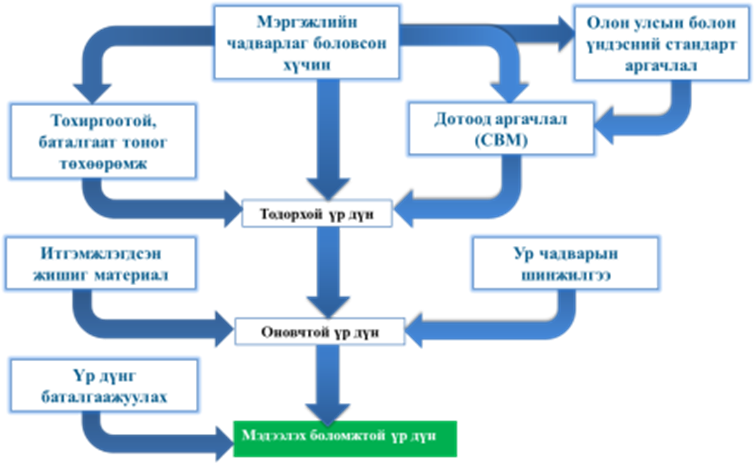 Мэргэжлийн
чадварлаг боловсон
хүчин
Олон улсын болон
үндэсний стандарт
аргачлал
Тохиргоотой,
баталгаат тоног
төхөөрөмж
Дотоод аргачлал
(СВМ)
Тодорхой үр дүн
Итгэмжлэгдсэн
жишиг материал
Ур чадварын
шинжилгээ
Оновчтой үр дүн
Үр дүнг
баталгаажуулах
Мэдээлэх боломжтой үр дүн